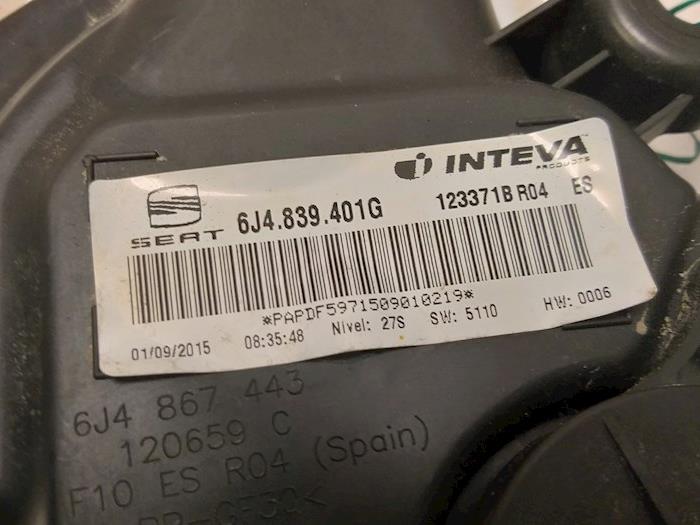 INTEVA
PRODUCTS
SEAT 6J4.839.401G 123371B R04 ES
*PAPDF5971509010219*
01/09/2015 08:35:48 Nivel: 27S SW: 5110 HW: 0006
6J4 867 443
120659 C
F10 ES R04 (Spain)